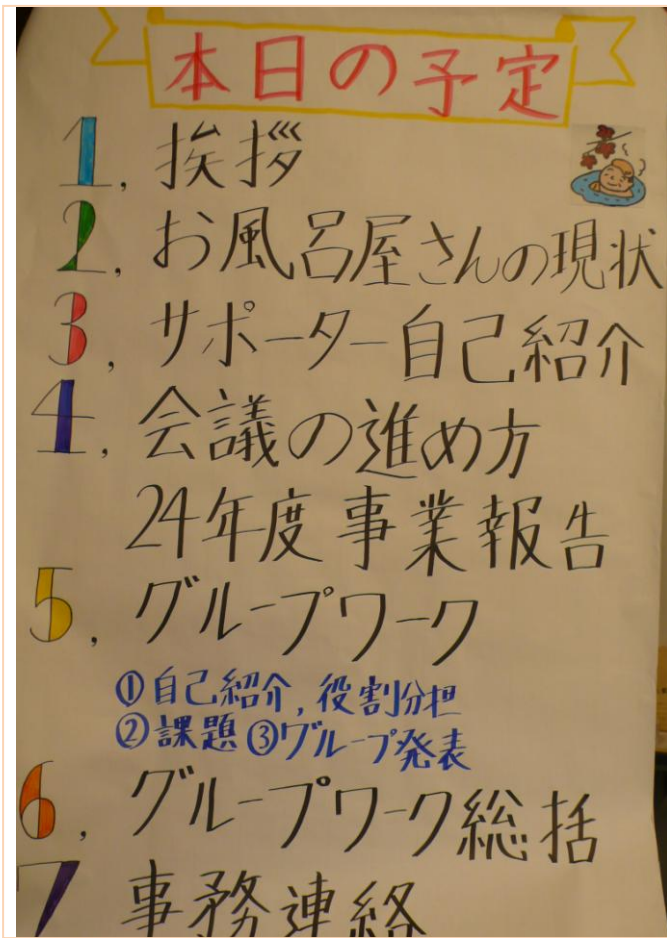 本日の予定
1. 挨拶
2. お風呂屋さんの現状
3. サポーター自己紹介
4. 会議の進め方
24年度事業報告
5. グループワーク
①自己紹介, 役割分担
②課題 ③グループ発表
6. グループワーク総括
7 事務連絡